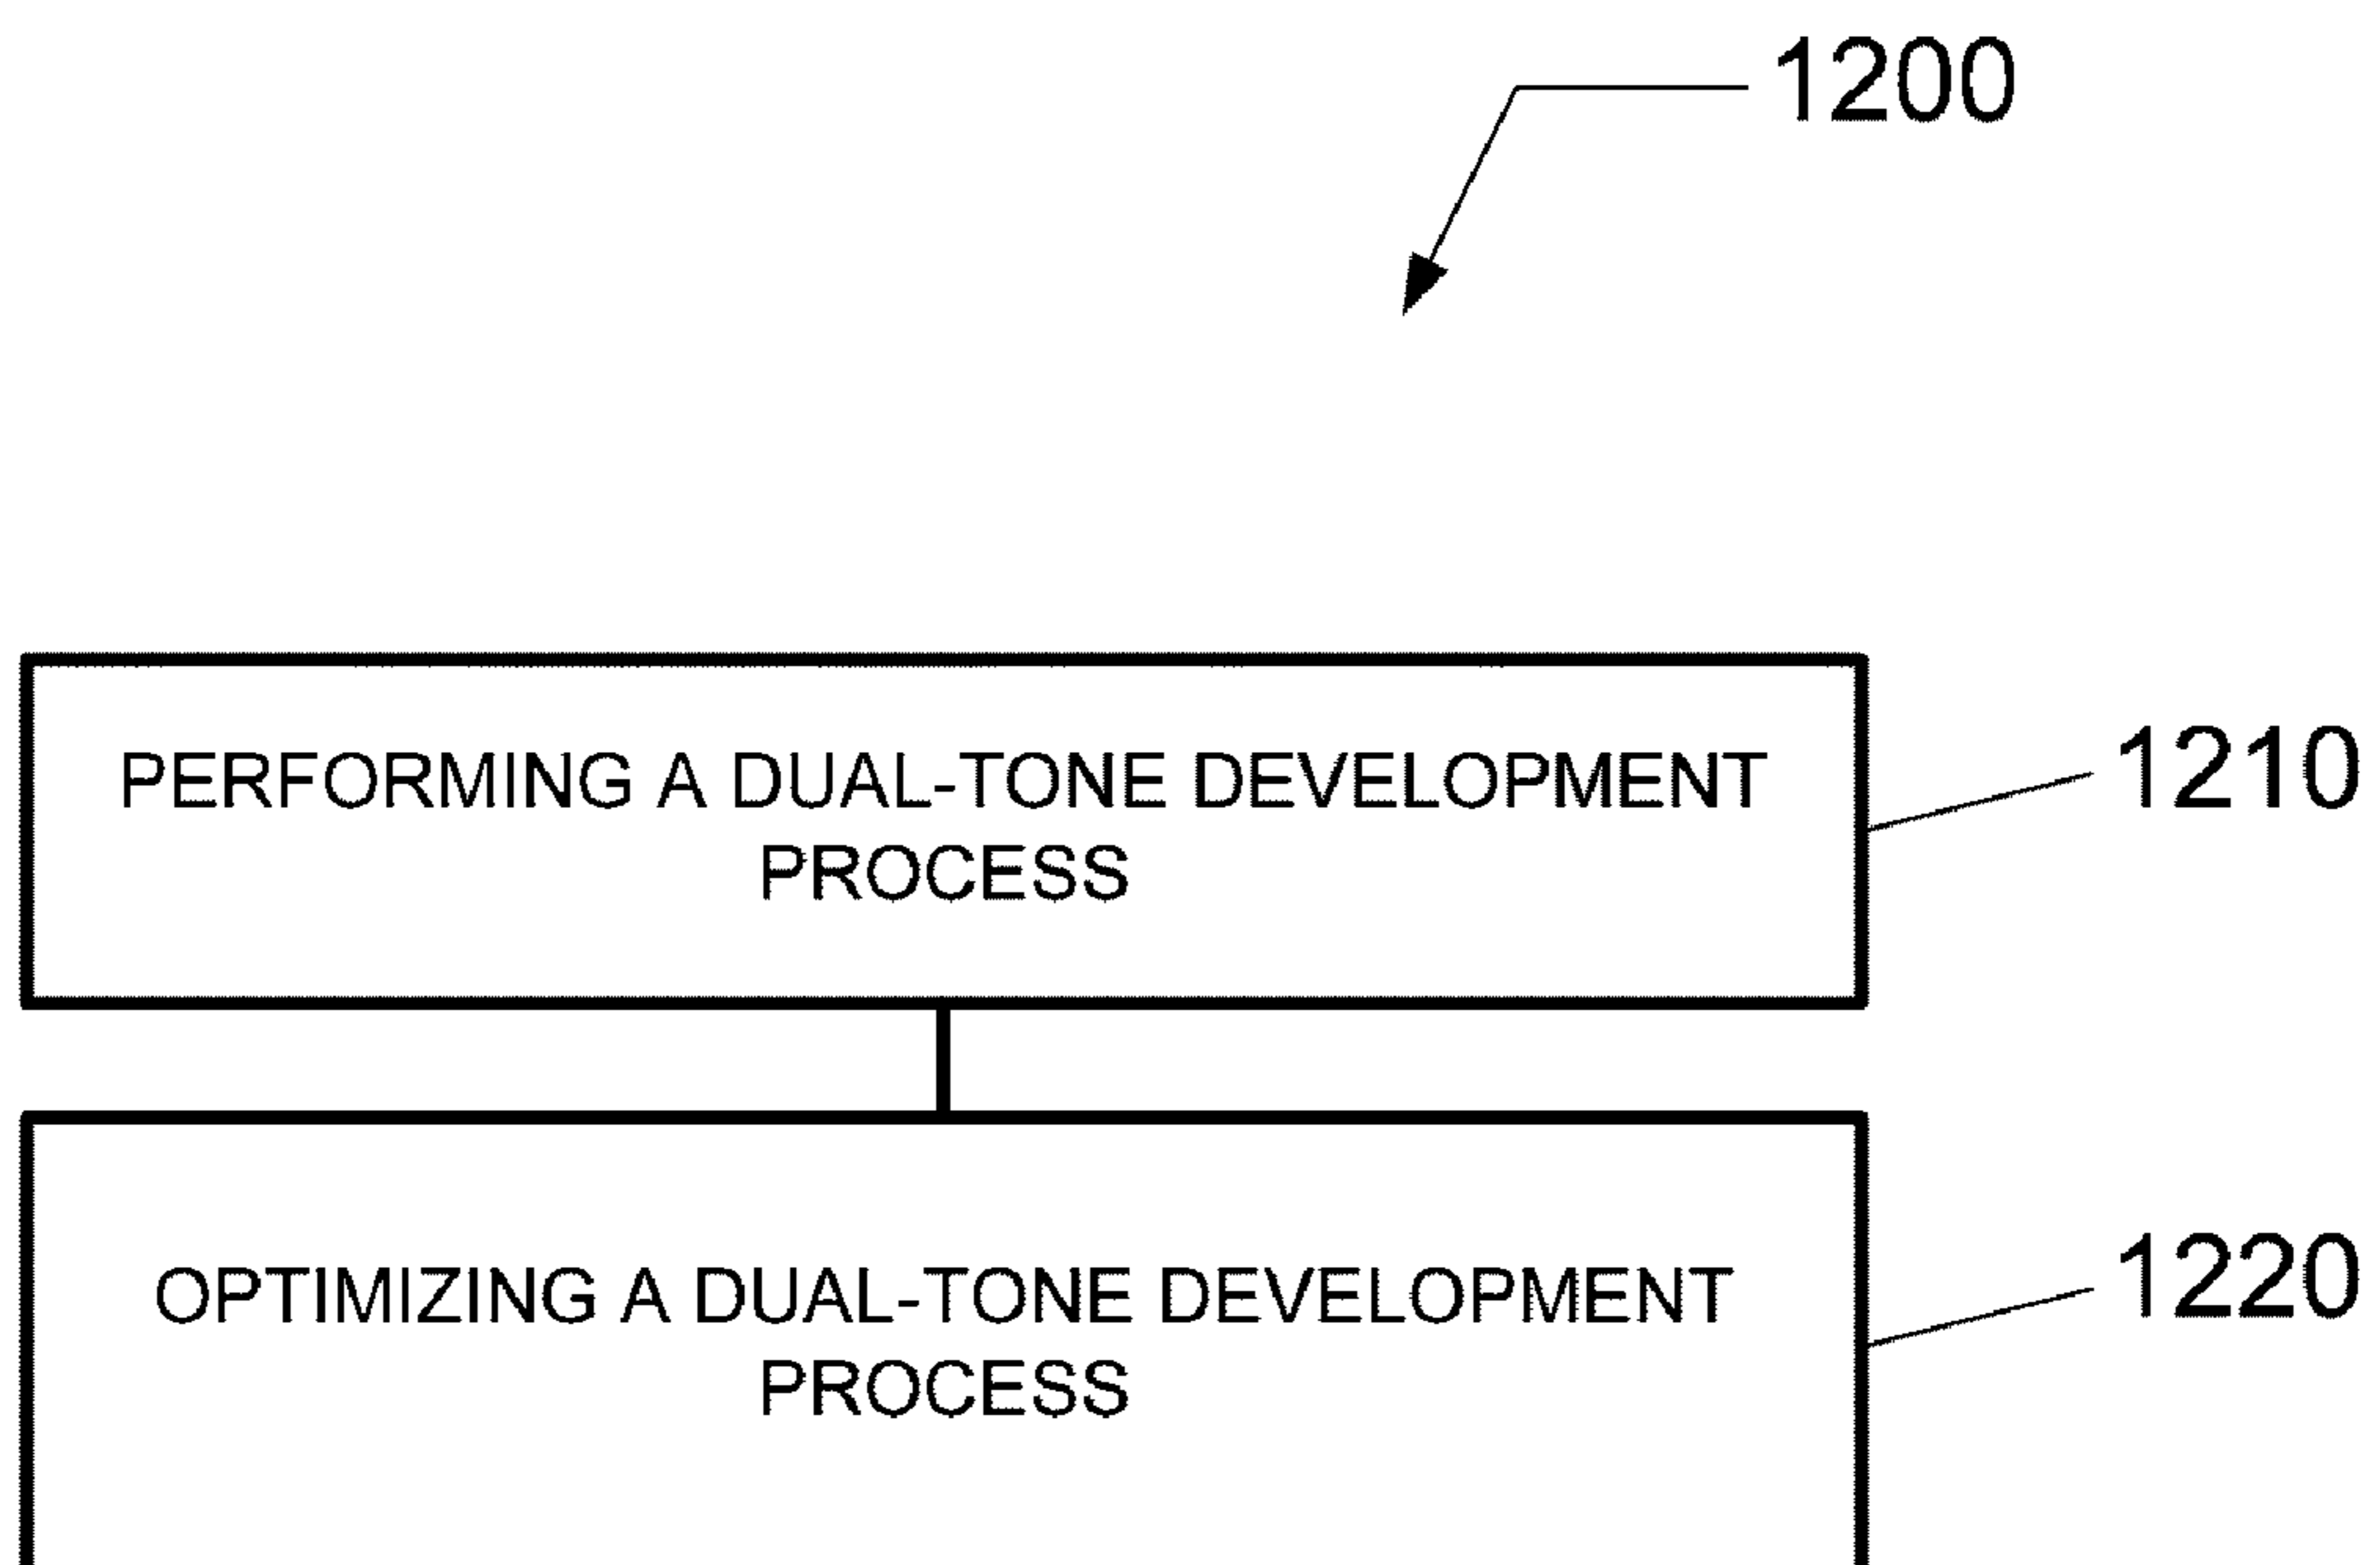 1200
PERFORMING A DUAL-TONE DEVELOPMENT
PROCESS
1210
OPTIMIZING A DUAL-TONE DEVELOPMENT
PROCESS
1220